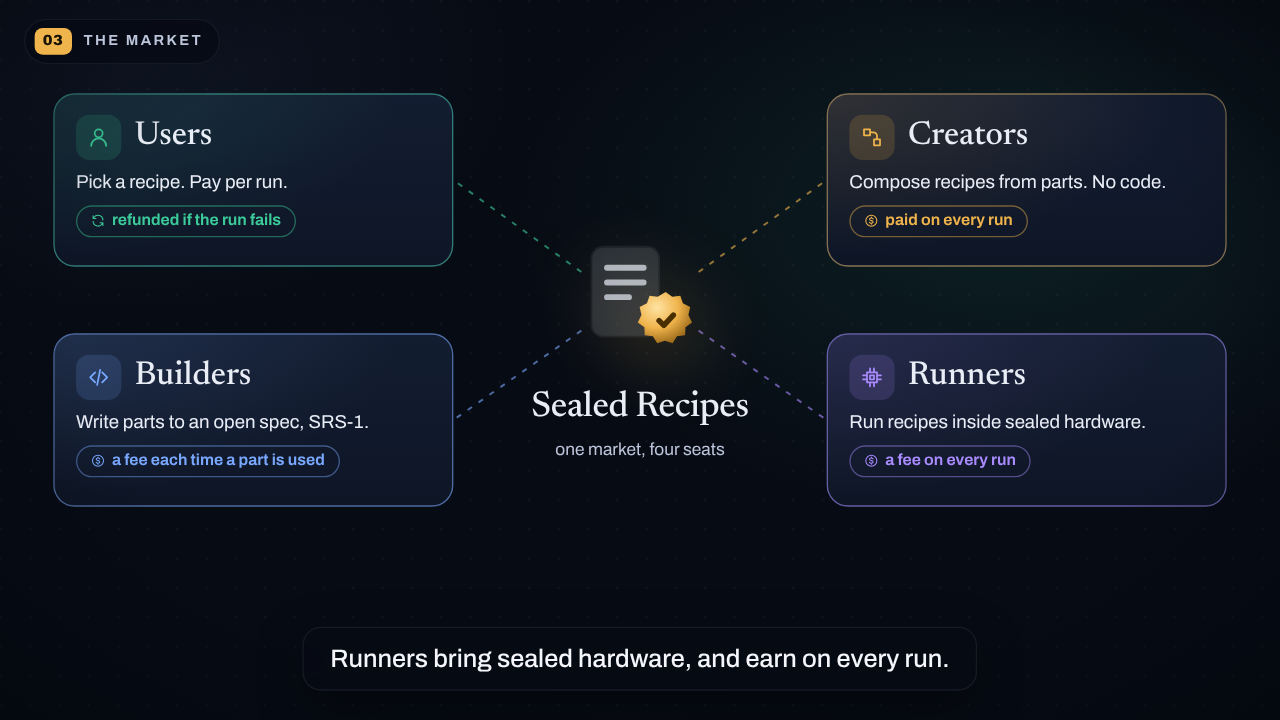 03 THE MARKET
Users
Pick a recipe. Pay per run.
refunded if the run fails
Creators
Compose recipes from parts. No code.
paid on every run
Builders
Write parts to an open spec, SRS-1.
a fee each time a part is used
Runners
Run recipes inside sealed hardware.
a fee on every run
Sealed Recipes
one market, four seats
Runners bring sealed hardware, and earn on every run.